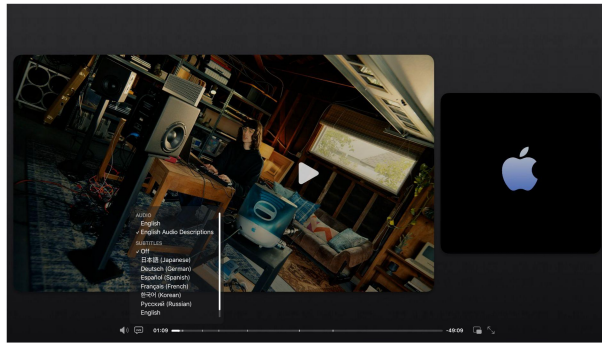 AUDIO
English
✓ English Audio Descriptions
SUBTITLES
✓ Off
日本語 (Japanese)
Deutsch (German)
Español (Spanish)
Français (French)
한국어 (Korean)
Русский (Russian)
English
01:09
-49:09